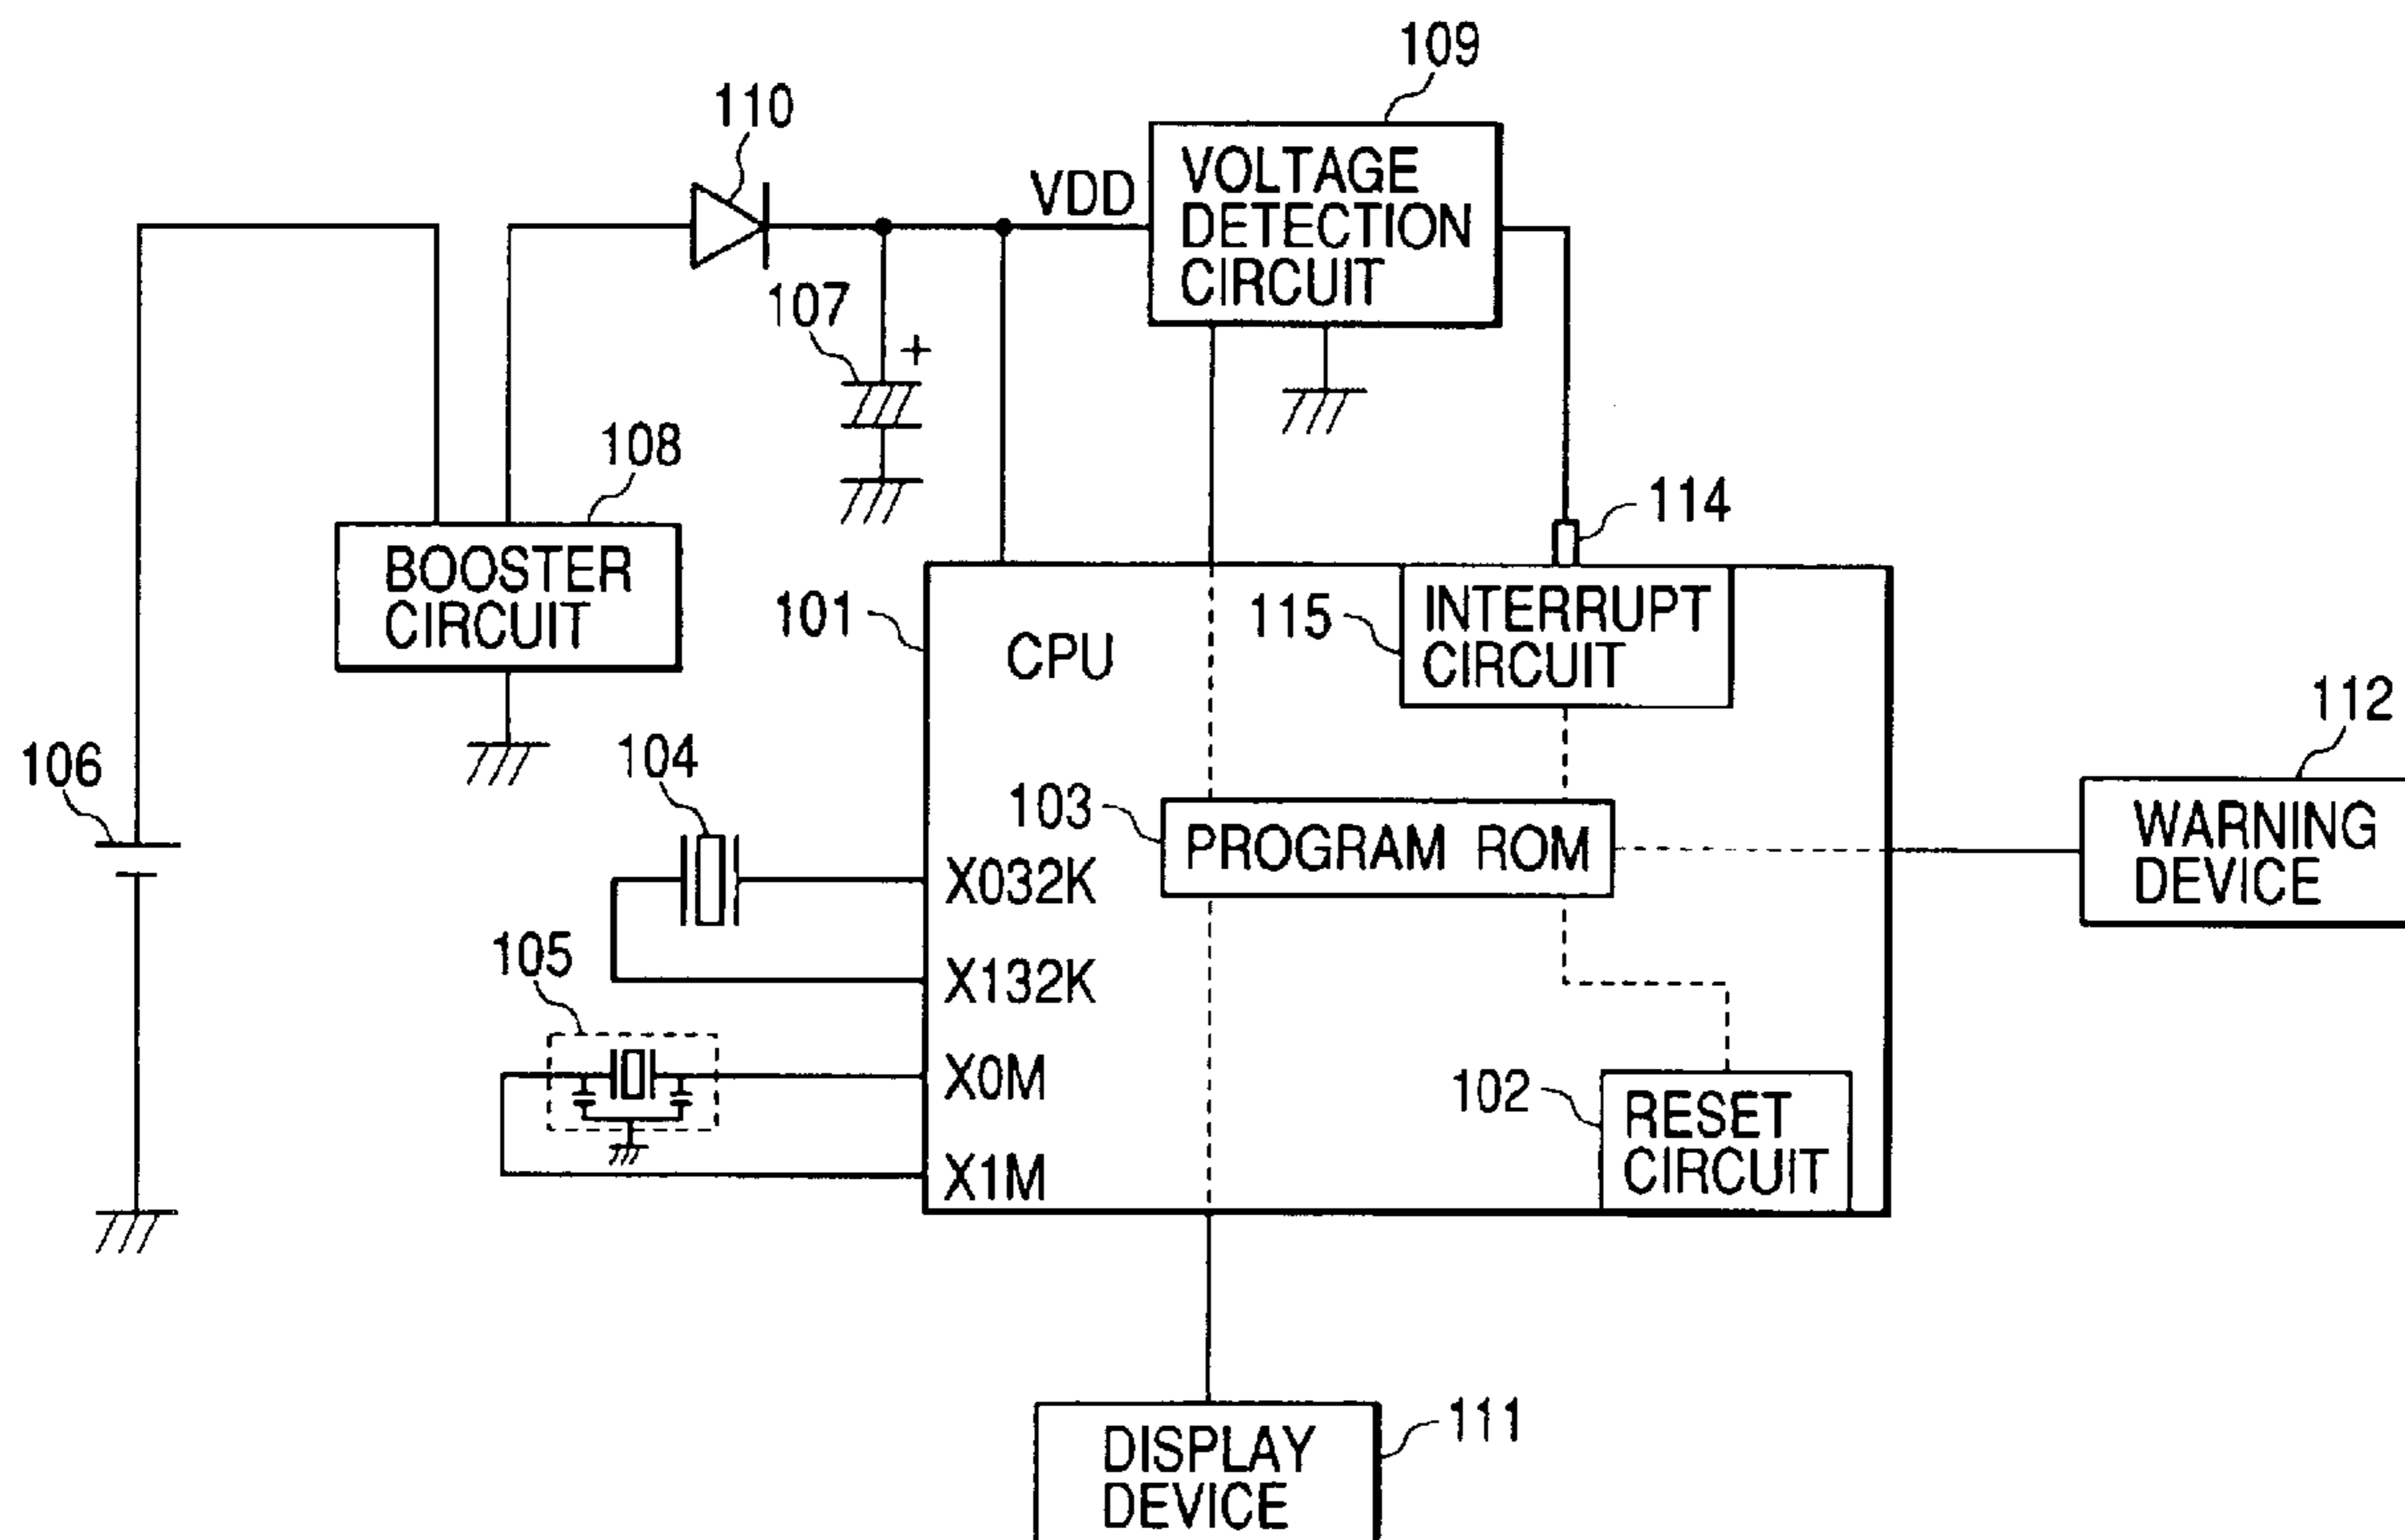 109
110
VDD
VOLTAGE
DETECTION
CIRCUIT
107
+
108
114
BOOSTER
CIRCUIT
101
CPU
115
INTERRUPT
CIRCUIT
112
106
104
103
PROGRAM ROM
WARNING
DEVICE
X032K
105
X132K
X0M
102
RESET
CIRCUIT
X1M
111
DISPLAY
DEVICE